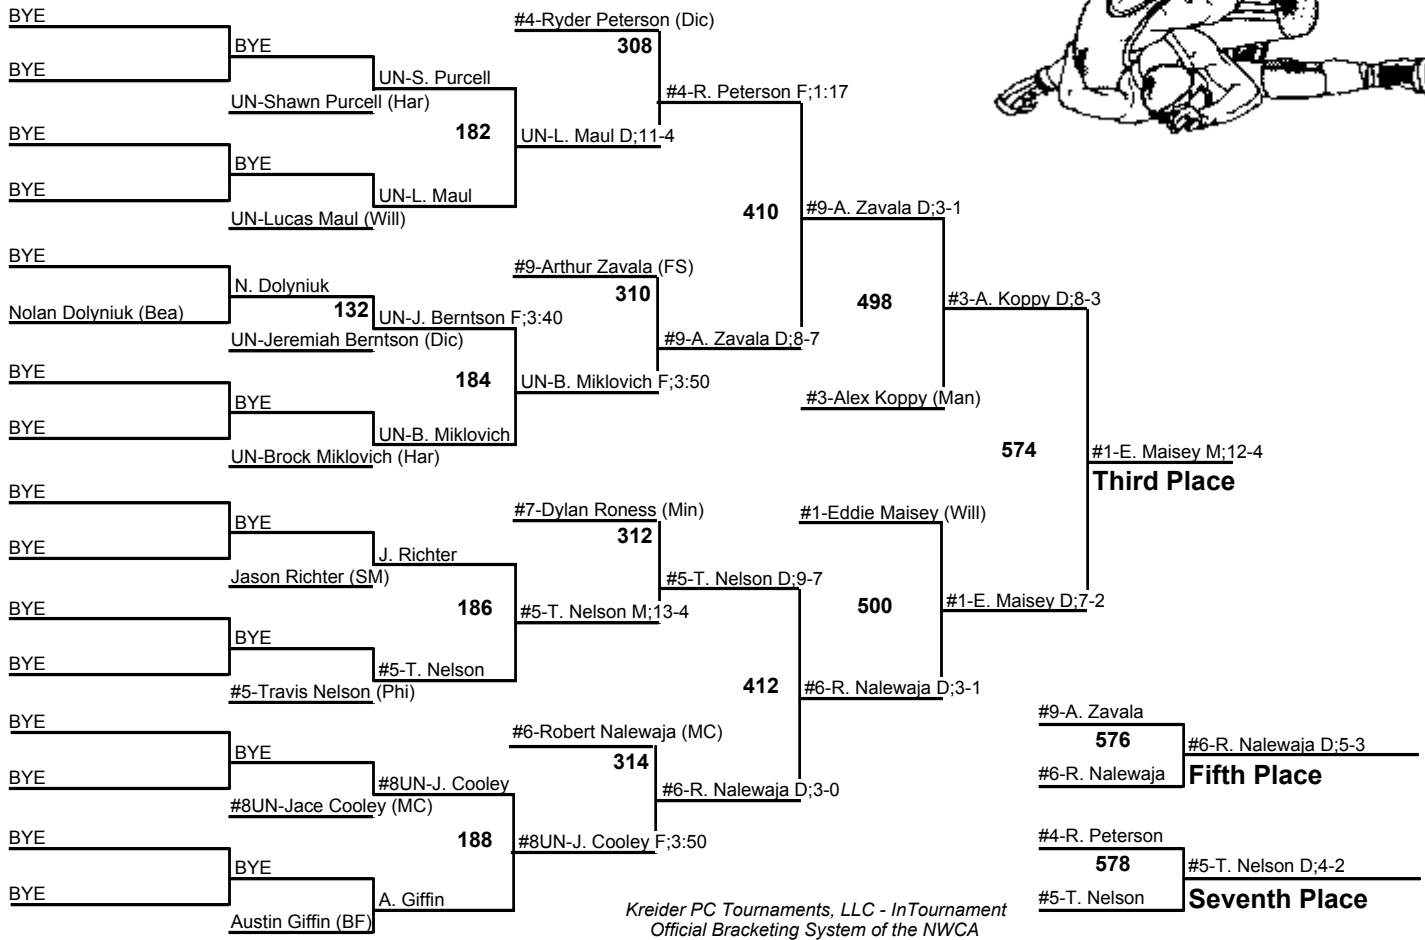 BYE
#4-Ryder Peterson (Dic)
308
BYE
UN-S. Purcell
BYE
#4-R. Peterson F;1:17
UN-Shawn Purcell (Har)
BYE
182
UN-L. Maul D;11-4
BYE
BYE
UN-L. Maul
#9-A. Zavala D;3-1
410
UN-Lucas Maul (Will)
BYE
#9-Arthur Zavala (FS)
N. Dolyniuk
310
498
#3-A. Koppy D;8-3
Nolan Dolyniuk (Bea)
132
UN-J. Berntson F;3:40
UN-Jeremiah Berntson (Dic)
#9-A. Zavala D;8-7
BYE
184
UN-B. Miklovich F;3:50
BYE
#3-Alex Koppy (Man)
BYE
UN-B. Miklovich
UN-Brock Miklovich (Har)
574
#1-E. Maisey M;12-4
Third Place
BYE
#7-Dylan Roness (Min)
#1-Eddie Maisey (Will)
BYE
312
BYE
J. Richter
Jason Richter (SM)
#5-T. Nelson D;9-7
BYE
186
#5-T. Nelson M;13-4
500
#1-E. Maisey D;7-2
BYE
BYE
#5-T. Nelson
#5-Travis Nelson (Phi)
412
#6-R. Nalewaja D;3-1
BYE
#6-Robert Nalewaja (MC)
#9-A. Zavala
BYE
314
576
#6-R. Nalewaja D;5-3
BYE
#8UN-J. Cooley
#6-R. Nalewaja D;3-0
#6-R. Nalewaja
Fifth Place
#8UN-Jace Cooley (MC)
BYE
188
#8UN-J. Cooley F;3:50
#4-R. Peterson
BYE
578
#5-T. Nelson D;4-2
BYE
A. Giffin
#5-T. Nelson
Seventh Place
Austin Giffin (BF)
Kreider PC Tournaments, LLC - InTournament
Official Bracketing System of the NWCA